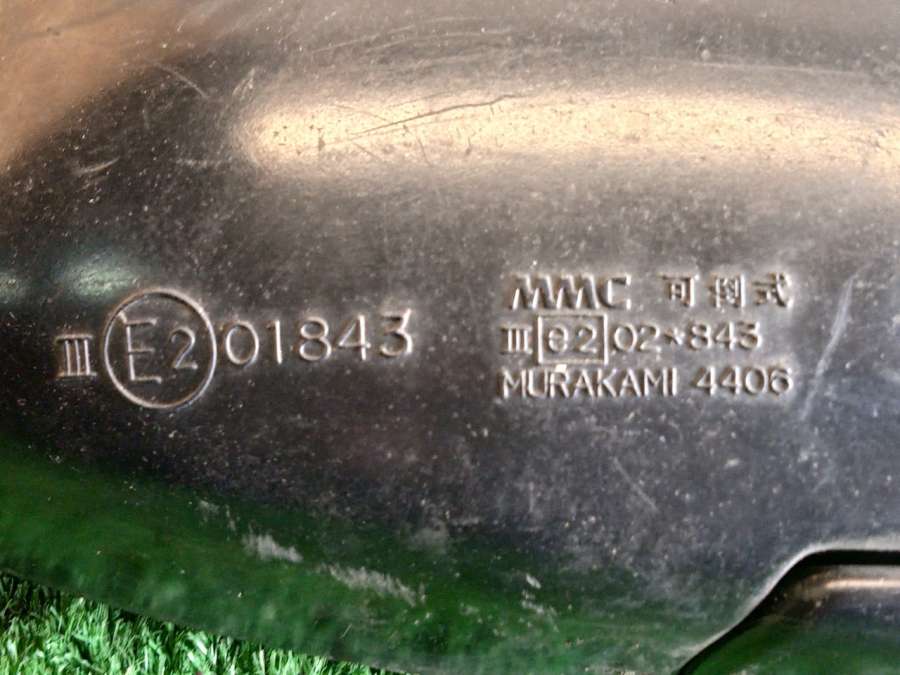 III E2 01843
MMC 可倒式
III e2 02*843
MURAKAMI 4406